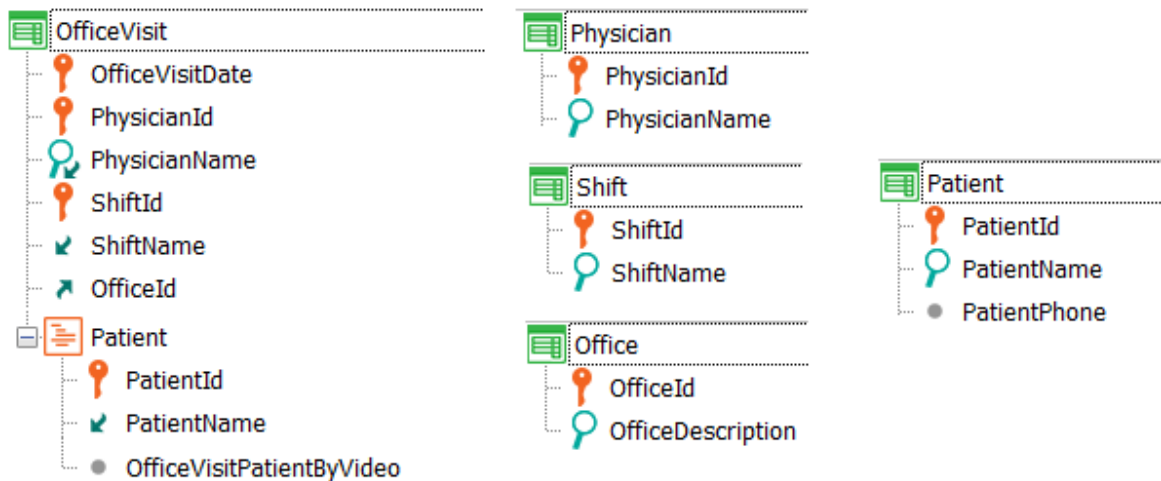 OfficeVisit
OfficeVisitDate
PhysicianId
PhysicianName
ShiftId
ShiftName
OfficeId
Patient
PatientId
PatientName
OfficeVisitPatientByVideo
Physician
PhysicianId
PhysicianName
Shift
ShiftId
ShiftName
Office
OfficeId
OfficeDescription
Patient
PatientId
PatientName
PatientPhone